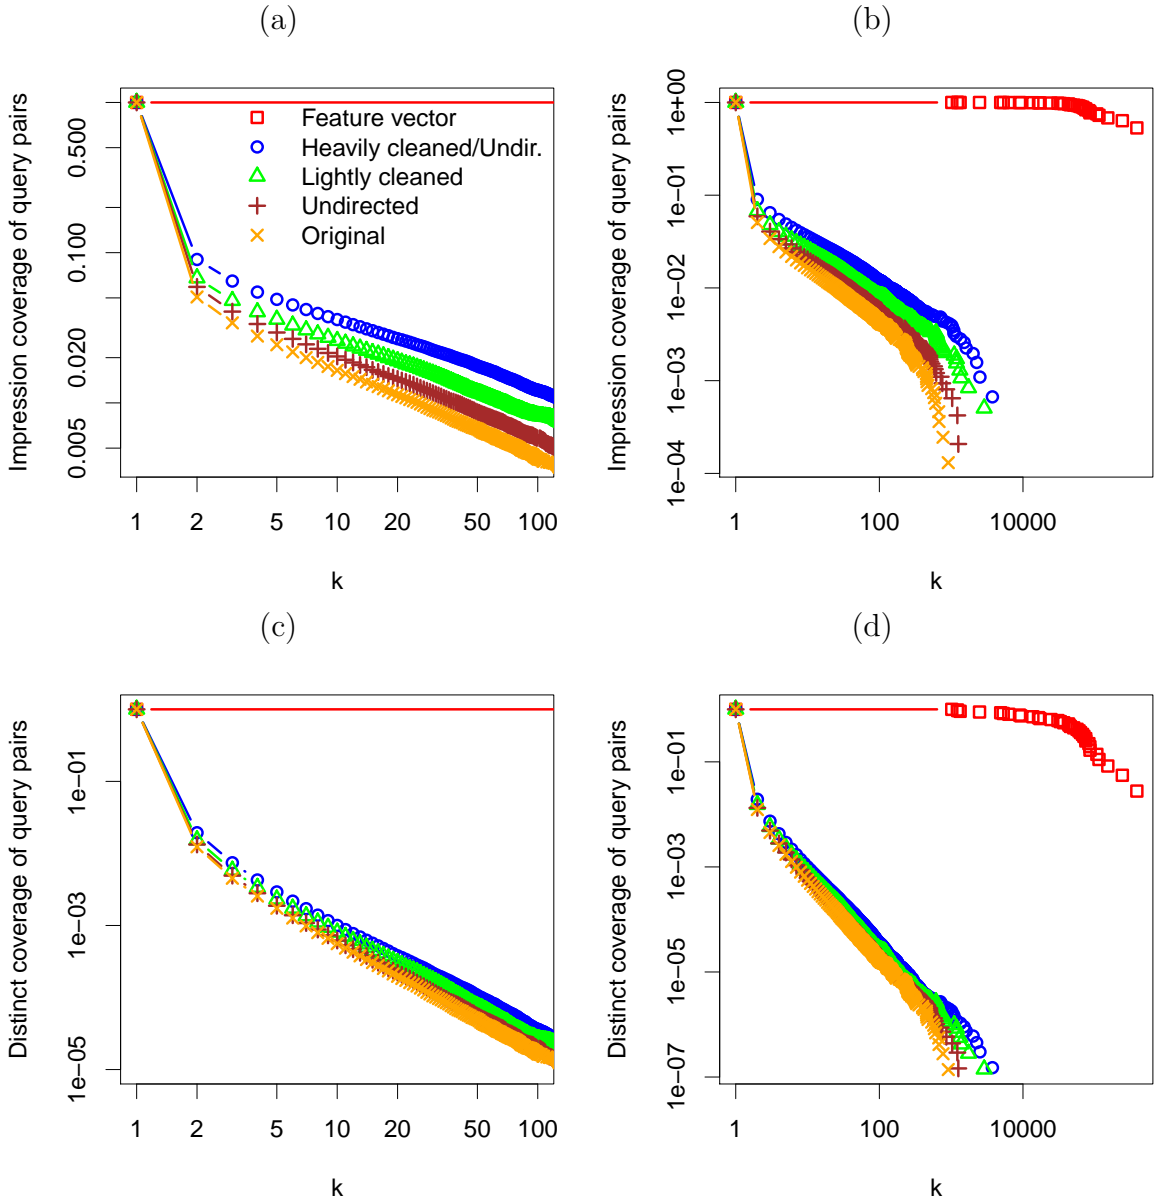 (a)
Impression coverage of query pairs
0.500
0.100
0.020
0.005
Feature vector
Heavily cleaned/Undir.
Lightly cleaned
Undirected
Original
1 2 5 10 20 50 100
k
(b)
Impression coverage of query pairs
1e+00
1e−01
1e−02
1e−03
1e−04
1 100 10000
k
(c)
Distinct coverage of query pairs
1e−01
1e−03
1e−05
1 2 5 10 20 50 100
k
(d)
Distinct coverage of query pairs
1e−01
1e−03
1e−05
1e−07
1 100 10000
k